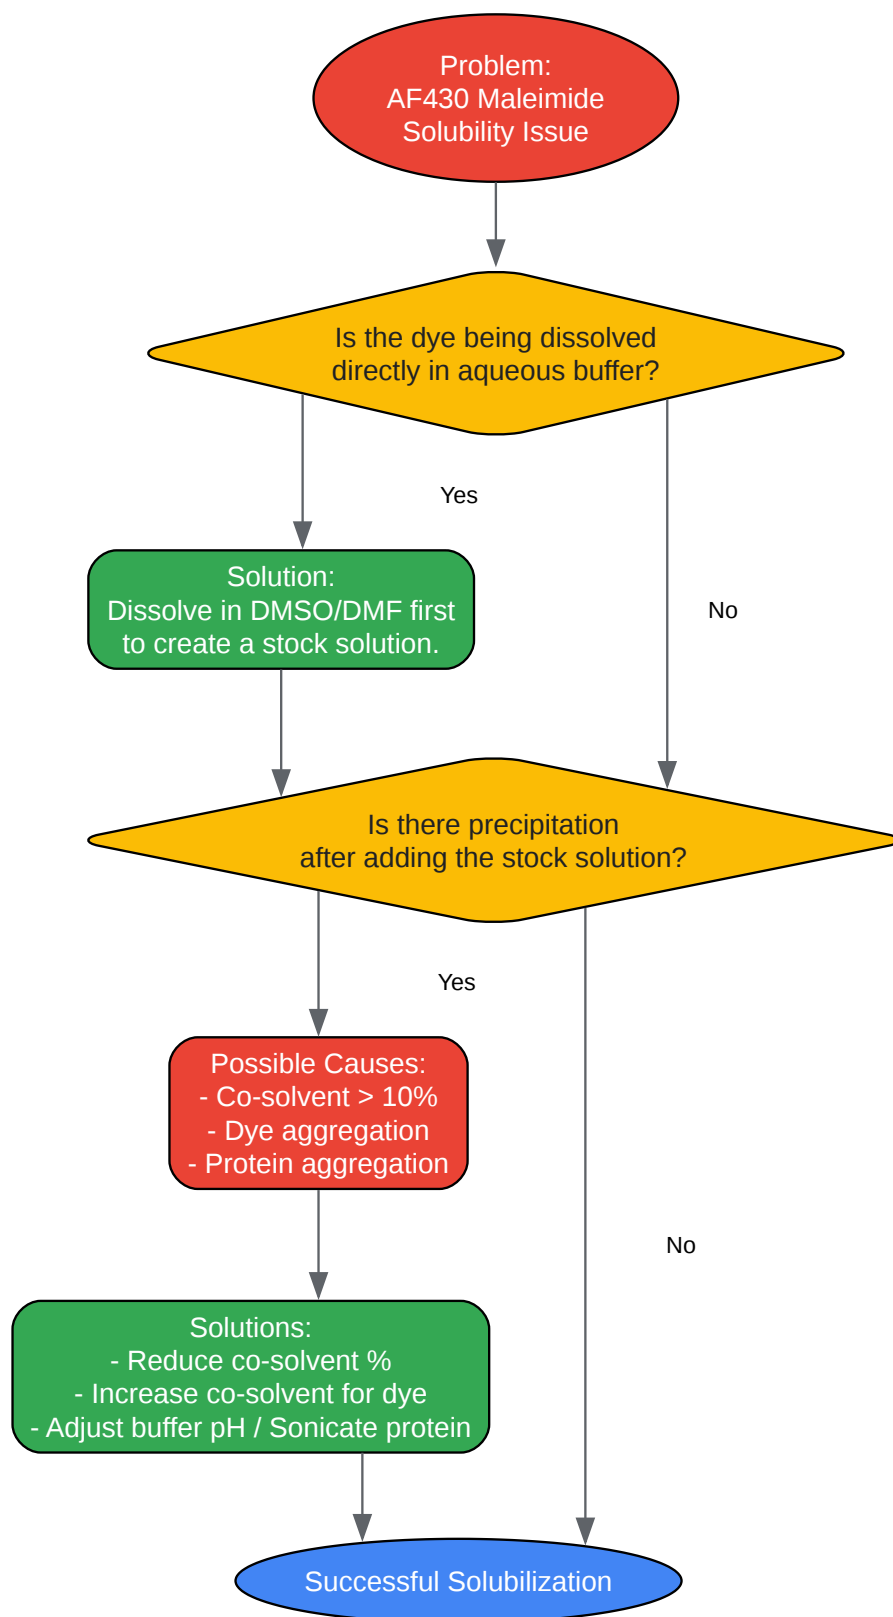 Problem:
AF430 Maleimide
Solubility Issue
Is the dye being dissolved
directly in aqueous buffer?
Yes
Solution:
Dissolve in DMSO/DMF first
to create a stock solution.
No
Is there precipitation
after adding the stock solution?
Yes
Possible Causes:
- Co-solvent > 10%
- Dye aggregation
- Protein aggregation
No
Solutions:
- Reduce co-solvent %
- Increase co-solvent for dye
- Adjust buffer pH / Sonicate protein
Successful Solubilization